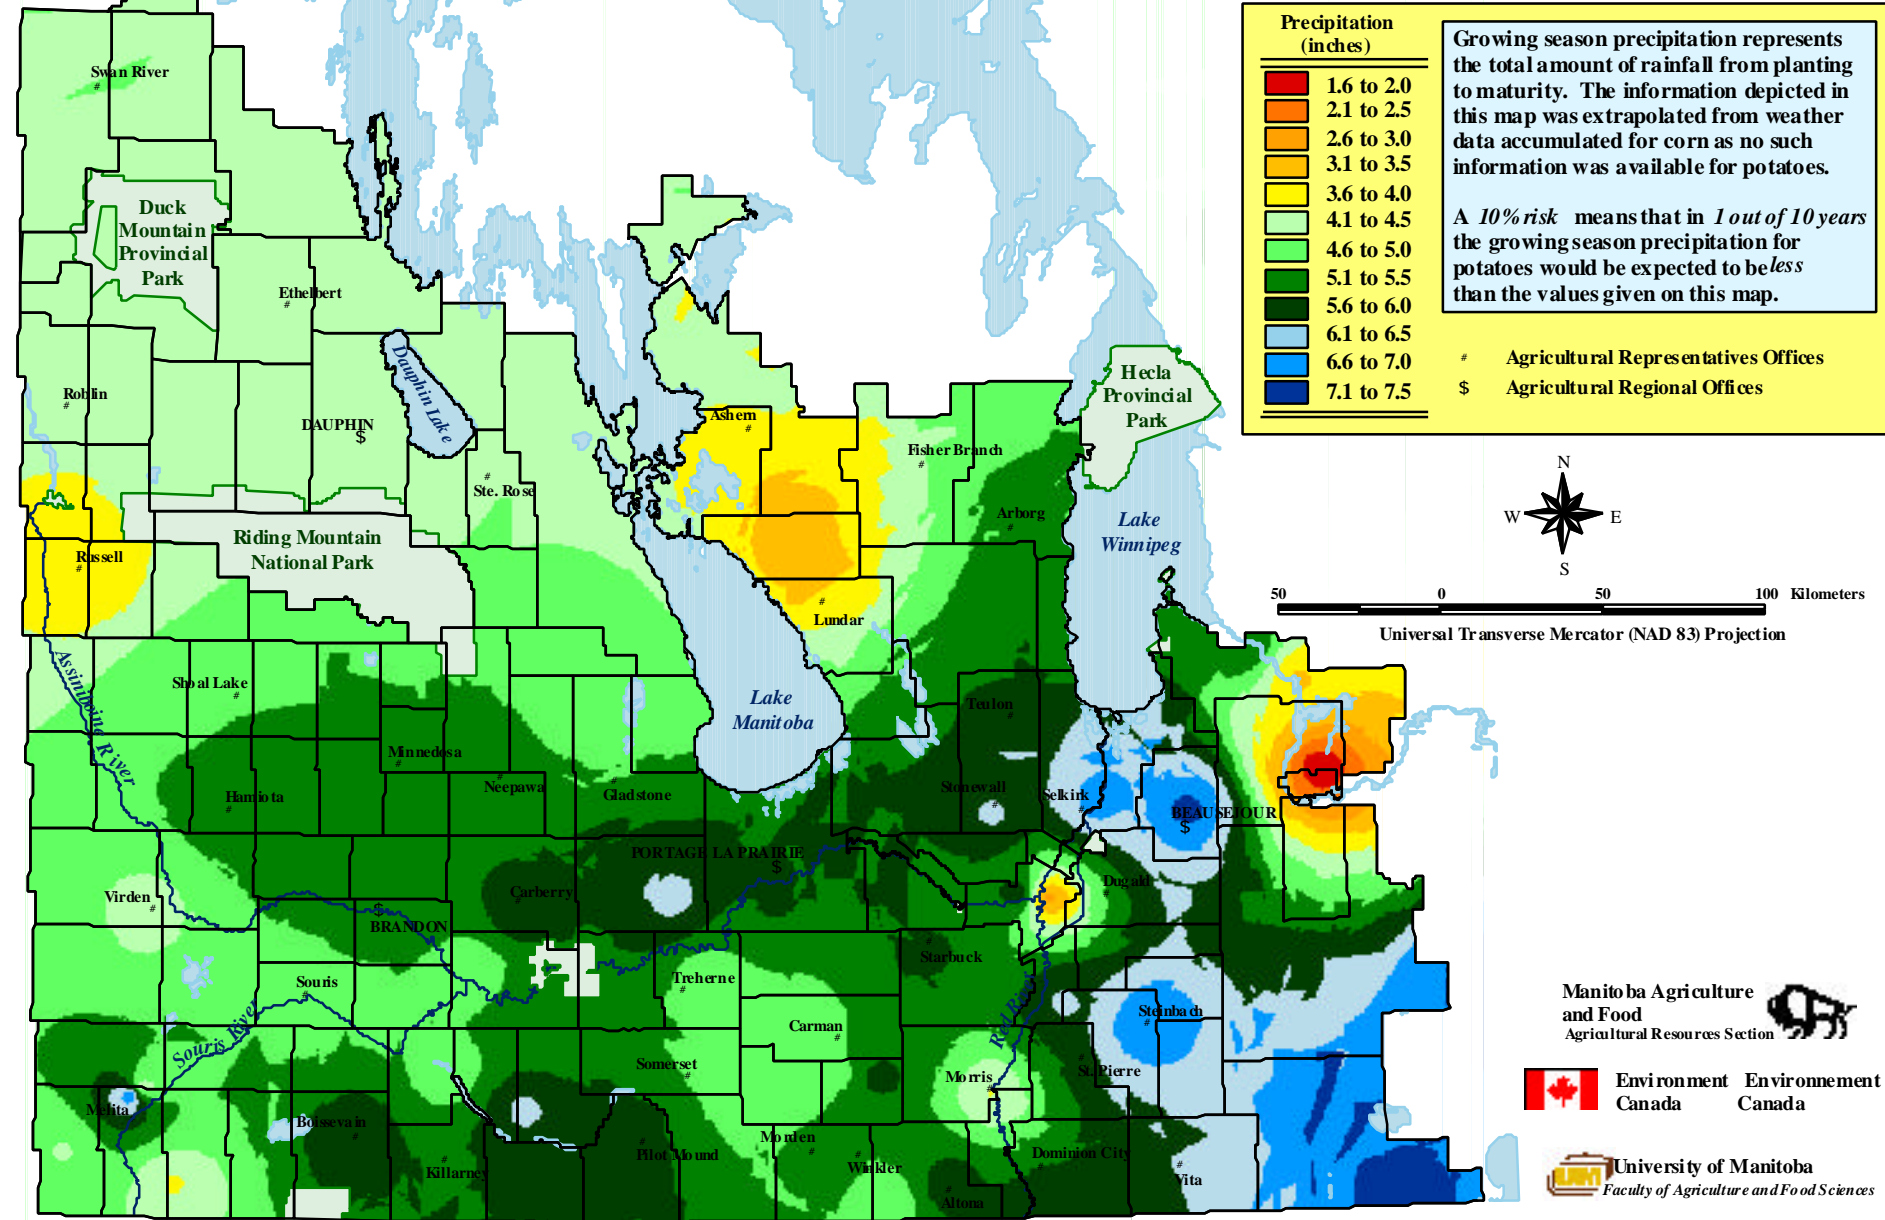 Precipitation
(inches)
1.6 to 2.0
2.1 to 2.5
2.6 to 3.0
3.1 to 3.5
3.6 to 4.0
4.1 to 4.5
4.6 to 5.0
5.1 to 5.5
5.6 to 6.0
6.1 to 6.5
6.6 to 7.0
7.1 to 7.5
Growing season precipitation represents
the total amount of rainfall from planting
to maturity. The information depicted in
this map was extrapolated from weather
data accumulated for corn as no such
information was available for potatoes.
A 10% risk means that in 1 out of 10 years
the growing season precipitation for
potatoes would be expected to be less
than the values given on this map.
# Agricultural Representatives Offices
$ Agricultural Regional Offices
N
W E
S
50 0 50 100 Kilometers
Universal Transverse Mercator (NAD 83) Projection
Swan River
#
Duck
Mountain
Provincial
Park
Ethelbert
#
Roblin
#
DAUPHIN
$
Dauphin Lake
Ste. Rose
#
Ashern
#
Fisher Branch
#
Hecla
Provincial
Park
Arborg
#
Lake
Winnipeg
Russell
#
Riding Mountain
National Park
Lundar
#
Assiniboine River
Shoal Lake
#
Lake
Manitoba
Teulon
#
Minnedosa
#
Neepawa
#
Gladstone
#
Hamiota
#
Stonewall
#
Selkirk
#
BEAUSEJOUR
$
PORTAGE LA PRAIRIE
$
Carberry
#
Virden
#
BRANDON
$
Dugald
#
Starbuck
#
Treherne
#
Souris
#
Souris River
Red River
Steinbach
#
Carman
#
Somerset
#
Morris
#
St. Pierre
#
Melita
#
Boissevain
#
Killarney
#
Pilot Mound
#
Morden
#
Winkler
#
Dominion City
Altona
#
Vita
#
Manitoba Agriculture
and Food
Agricultural Resources Section
Environment Environnement
Canada Canada
University of Manitoba
Faculty of Agriculture and Food Sciences